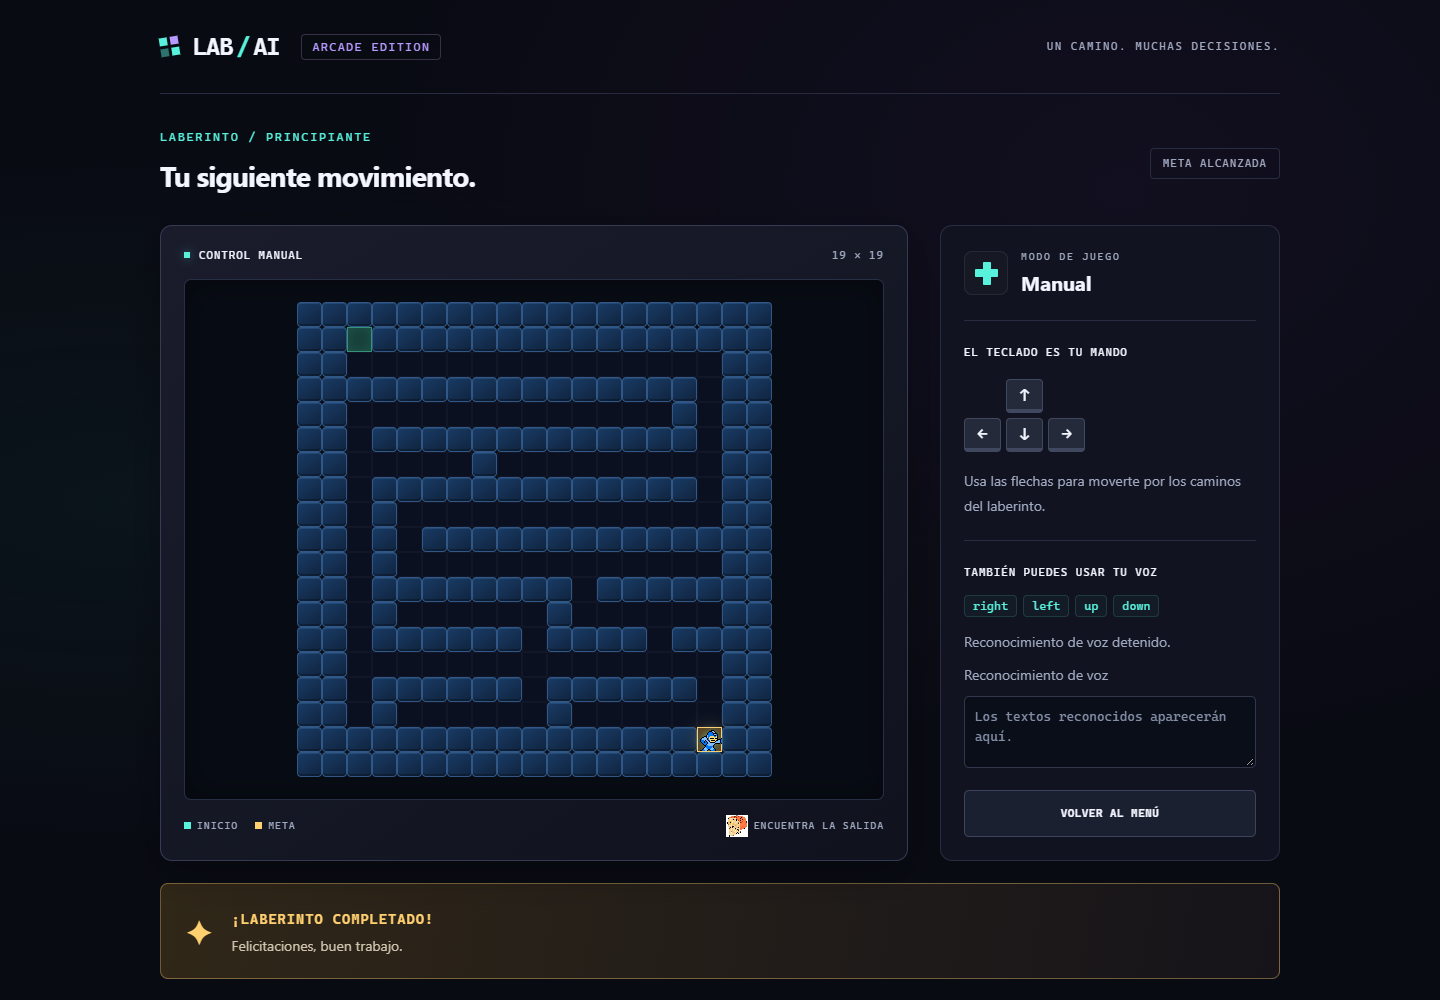 LAB/AI
ARCADE EDITION
UN CAMINO. MUCHAS DECISIONES.
LABERINTO / PRINCIPIANTE
Tu siguiente movimiento.
META ALCANZADA
CONTROL MANUAL
19 × 19
INICIO
META
ENCUENTRA LA SALIDA
MODO DE JUEGO
Manual
EL TECLADO ES TU MANDO
↑
← ↓ →
Usa las flechas para moverte por los caminos
del laberinto.
TAMBIÉN PUEDES USAR TU VOZ
right left up down
Reconocimiento de voz detenido.
Reconocimiento de voz
Los textos reconocidos aparecerán
aquí.
VOLVER AL MENÚ
¡LABERINTO COMPLETADO!
Felicitaciones, buen trabajo.